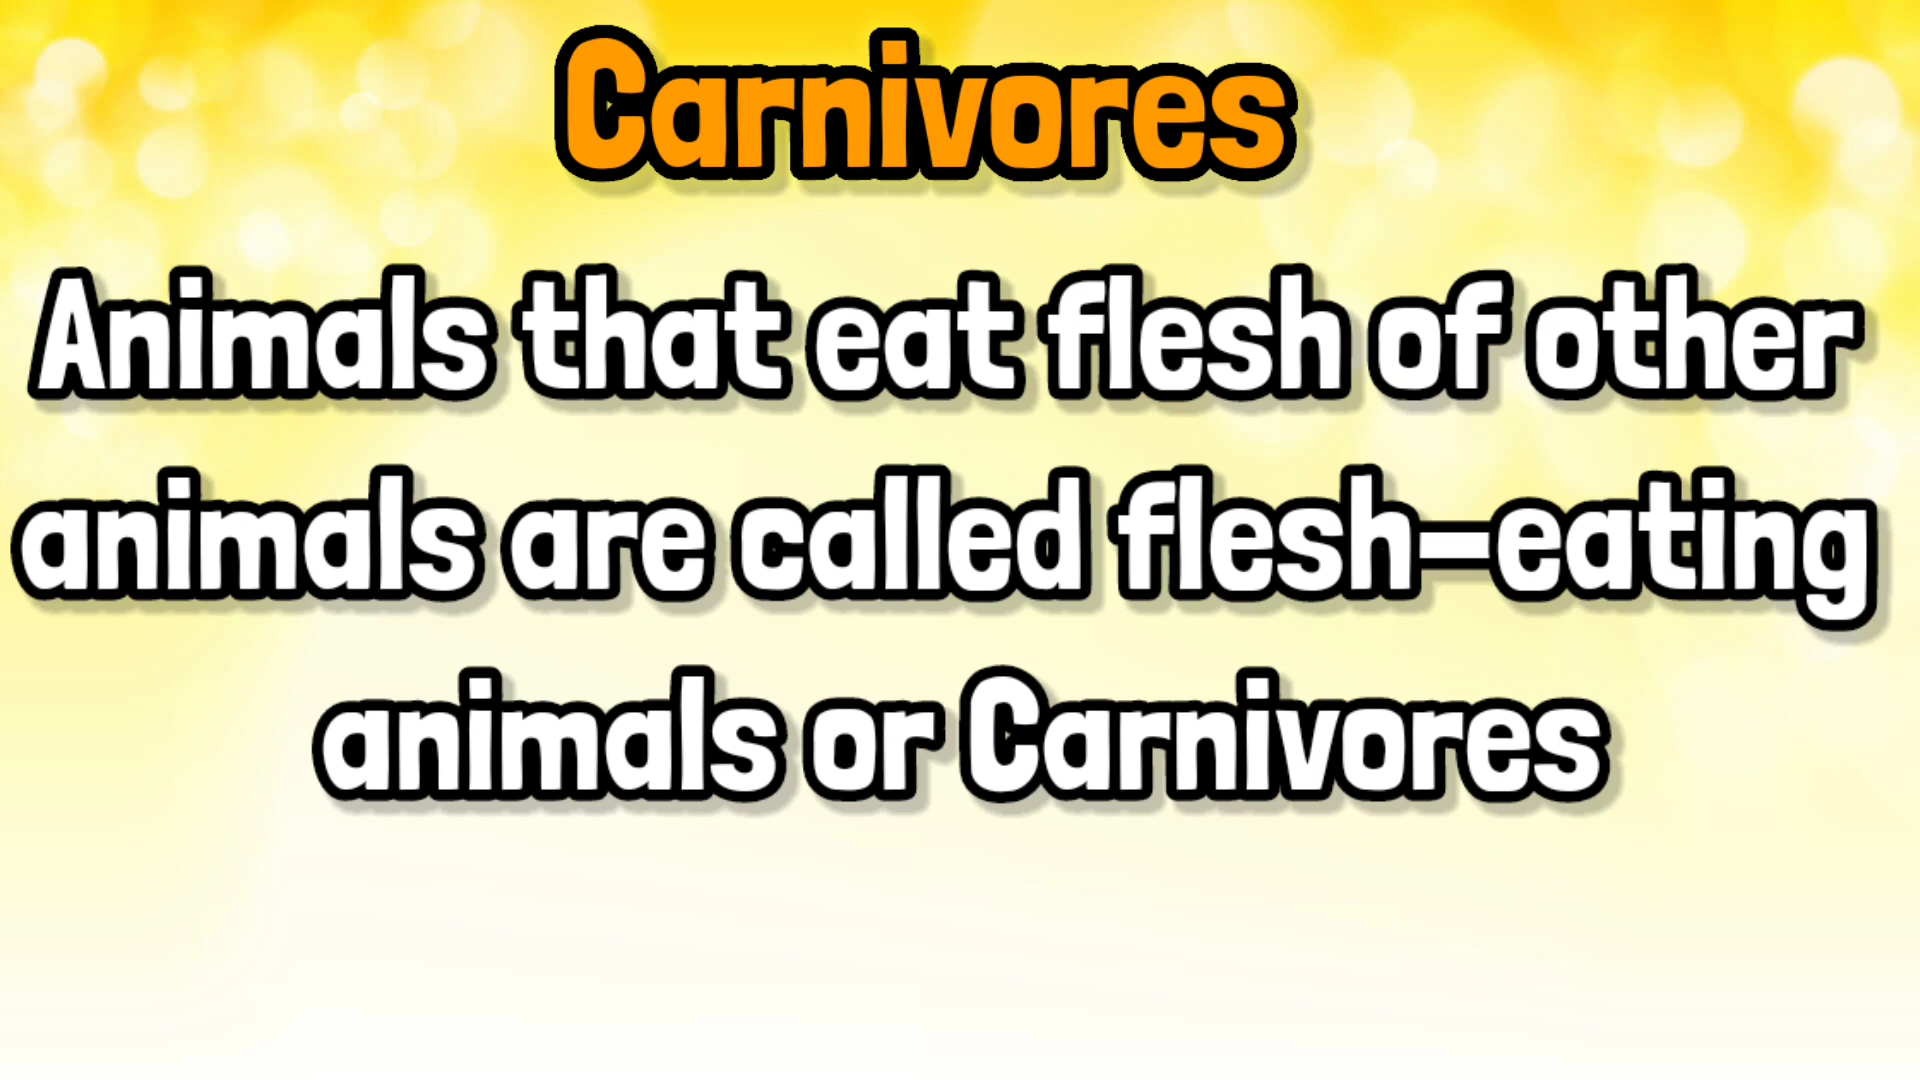 Carnivores
Animals that eat flesh of other
animals are called flesh-eating
animals or Carnivores